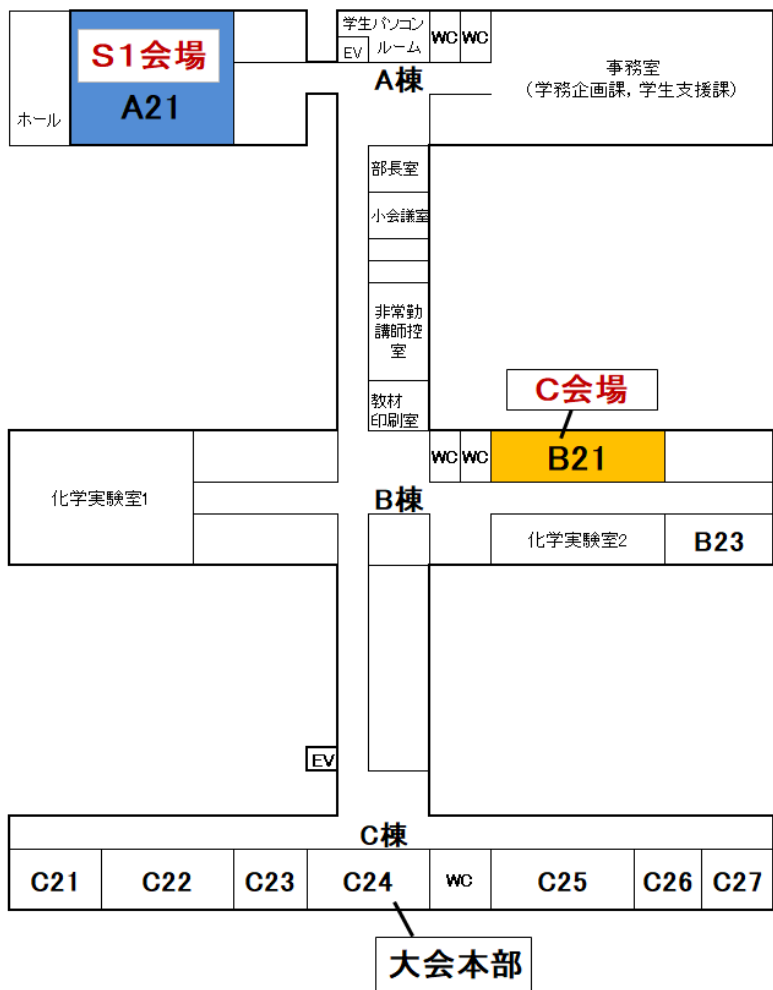 学生パソコン
ルーム
EV
WC WC
S1会場
A21
ホール
A棟
事務室
(学務企画課, 学生支援課)
部長室
小会議室
非常勤
講師控
室
教材
印刷室
C会場
WC WC
B21
化学実験室1
B棟
化学実験室2
B23
EV
C棟
C21
C22
C23
C24
WC
C25
C26
C27
大会本部